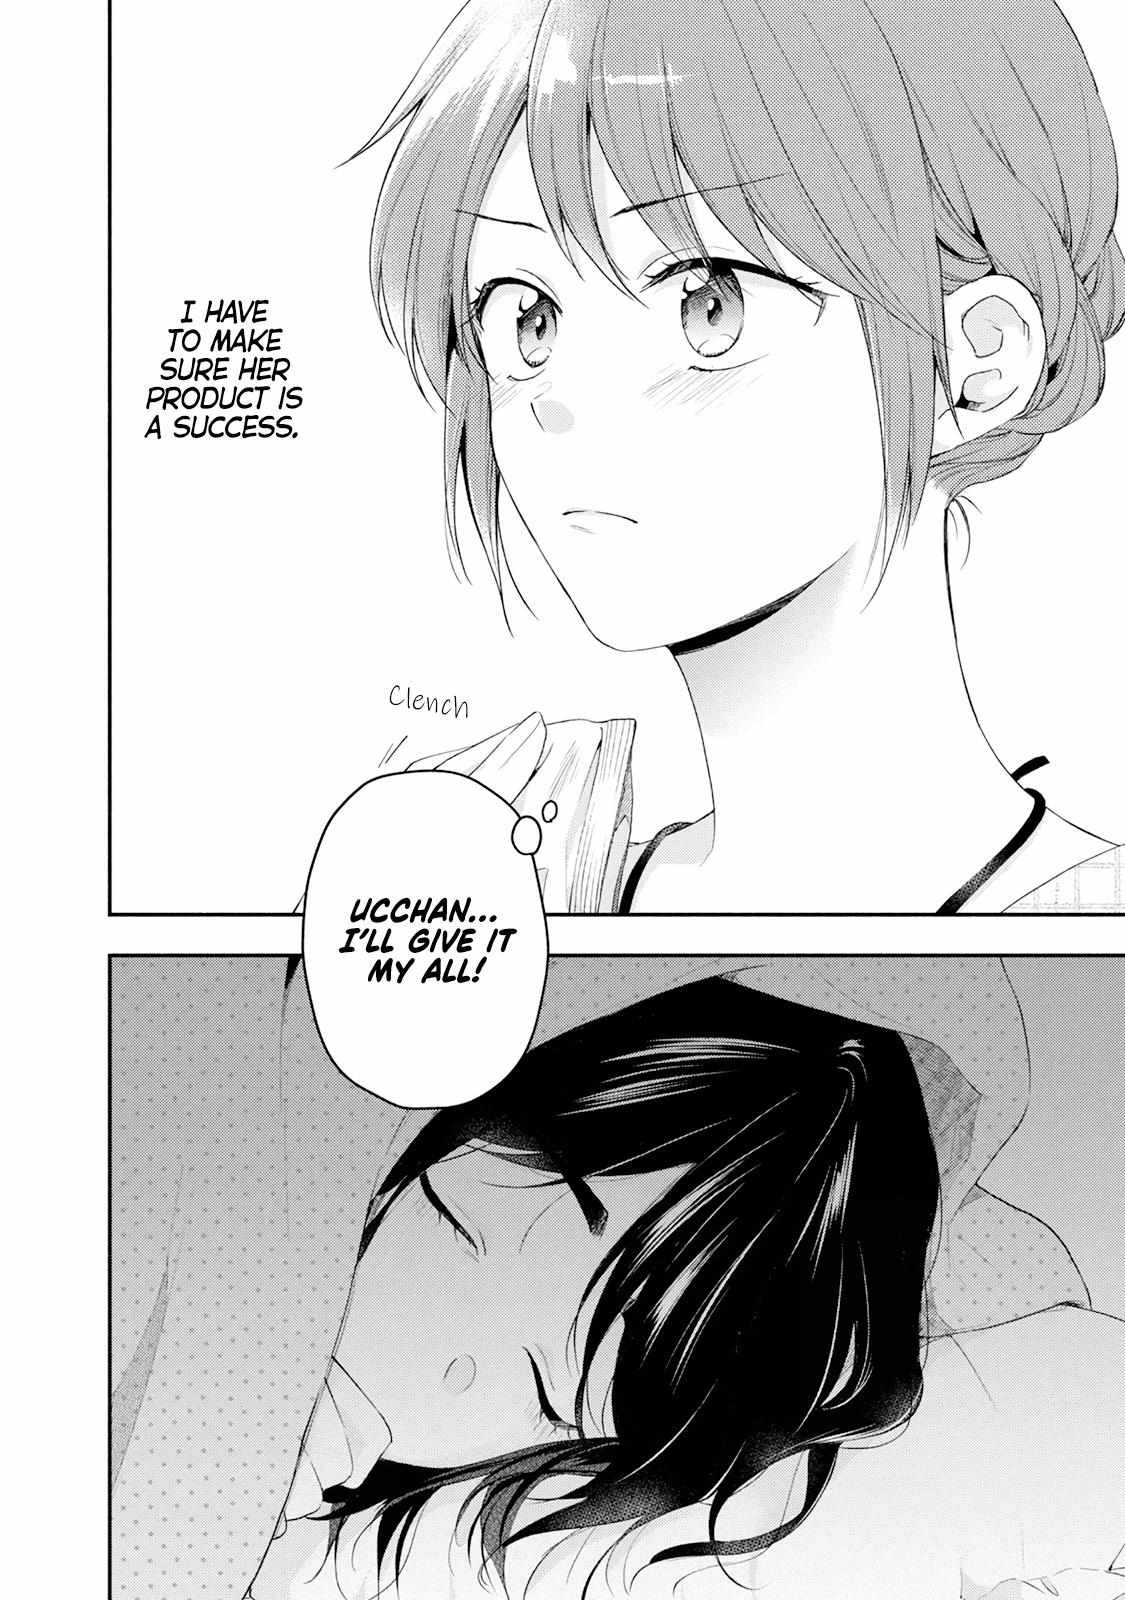 I HAVE
TO MAKE
SURE HER
PRODUCT IS
A SUCCESS.
Clench
UCCHAN...
I'LL GIVE IT
MY ALL!